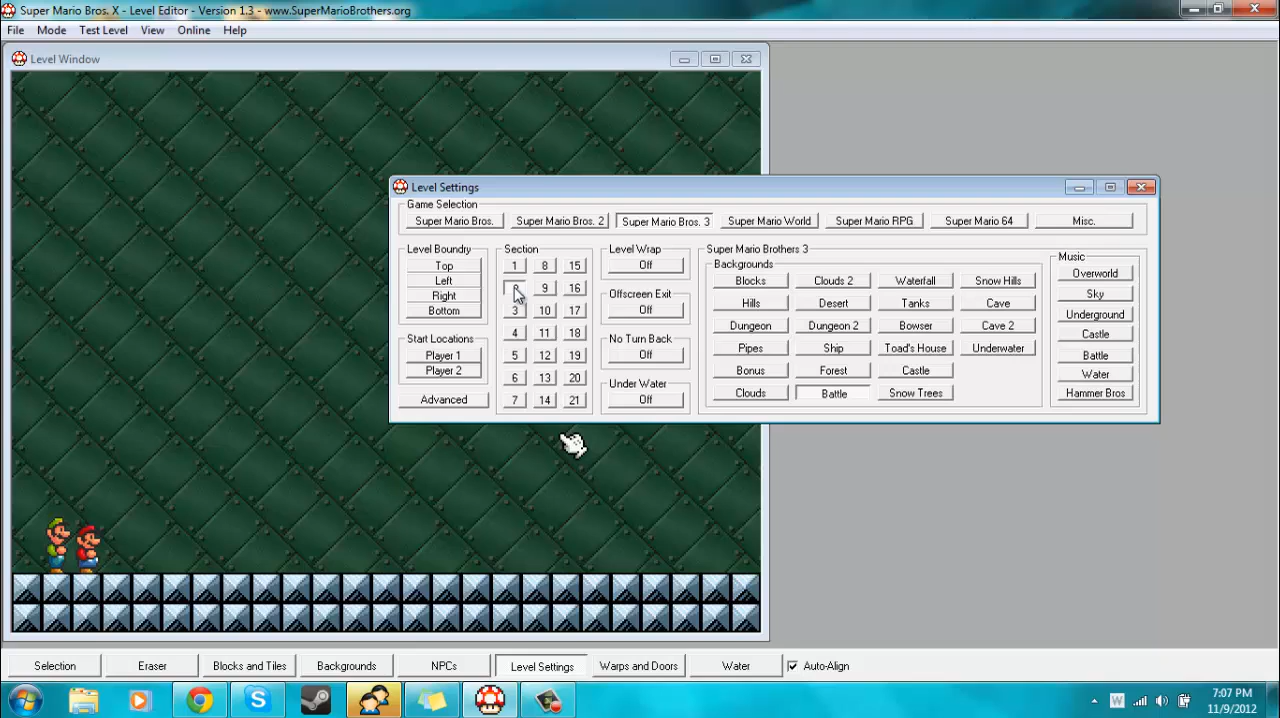 Super Mario Bros. X - Level Editor - Version 1.3 - www.SuperMarioBrothers.org
File Mode Test Level View Online Help
Level Window
Level Settings
Game Selection
Super Mario Bros. Super Mario Bros. 2 Super Mario Bros. 3 Super Mario World Super Mario RPG Super Mario 64 Misc.
Level Boundry
Top
Left
Right
Bottom
Start Locations
Player 1
Player 2
Advanced
Section
1 8 15
9 16
3 10 17
4 11 18
5 12 19
6 13 20
7 14 21
Level Wrap
Off
Offscreen Exit
Off
No Turn Back
Off
Under Water
Off
Super Mario Brothers 3
Backgrounds
Blocks Clouds 2 Waterfall Snow Hills
Hills Desert Tanks Cave
Dungeon Dungeon 2 Bowser Cave 2
Pipes Ship Toad's House Underwater
Bonus Forest Castle
Clouds Battle Snow Trees
Music
Overworld
Sky
Underground
Castle
Battle
Water
Hammer Bros
Selection Eraser Blocks and Tiles Backgrounds NPCs Level Settings Warps and Doors Water Auto-Align
W
7:07 PM
11/9/2012